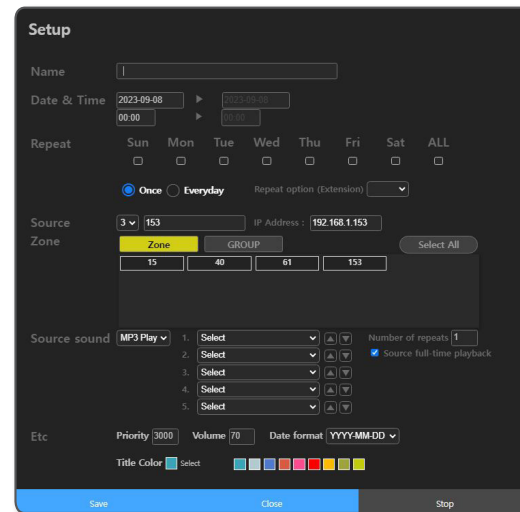 Setup
Name
Date & Time 2023-09-08 2023-09-08
00:00 00:00
Repeat Sun Mon Tue Wed Thu Fri Sat ALL
Once Everyday Repeat option (Extension)
Source 3 153 IP Address : 192.168.1.153
Zone Zone GROUP Select All
15 40 61 153
Source sound MP3 Play 1. Select Number of repeats 1
2. Select Source full-time playback
3. Select
4. Select
5. Select
Etc Priority 3000 Volume 70 Date format YYYY-MM-DD
Title Color Select
Save Close Stop